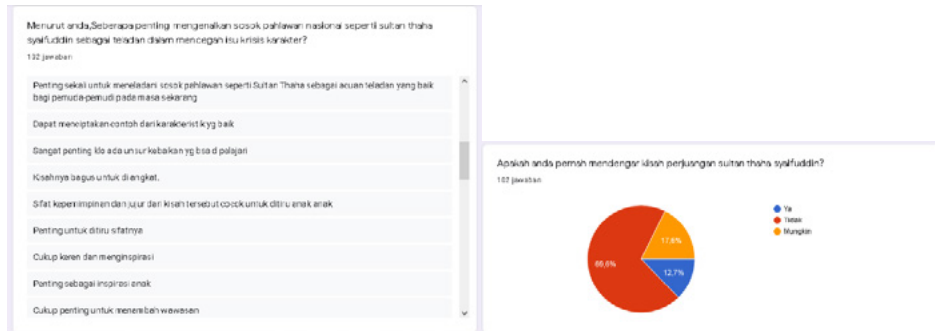 Menurut anda,Seberapa penting mengenalkan sosok pahlawan nasional seperti sultan thaha
syaifuddin sebagai teladan dalam mencegah isu krisis karakter?
102 jawaban
Penting sekali untuk meneladani sosok pahlawan seperti Sultan Thaha sebagai acuan teladan yang baik
bagi pemuda-pemudi pada masa sekarang
Dapat menciptakan contoh dari karakteristik yg baik
Sangat penting klo ada unsur kebaikan yg bsa d pelajari
Kisahnya bagus untuk di angkat.
Sifat kepemimpinan dan jujur dari kisah tersebut cocok untuk ditiru anak anak
Penting untuk ditiru sifatnya
Cukup keren dan menginspirasi
Penting sebagai inspirasi anak
Cukup penting untuk menambah wawasan
Apakah anda pernah mendengar kisah perjuangan sultan thaha syaifuddin?
102 jawaban
Ya
Tidak
Mungkin
17,6%
69,6%
12,7%